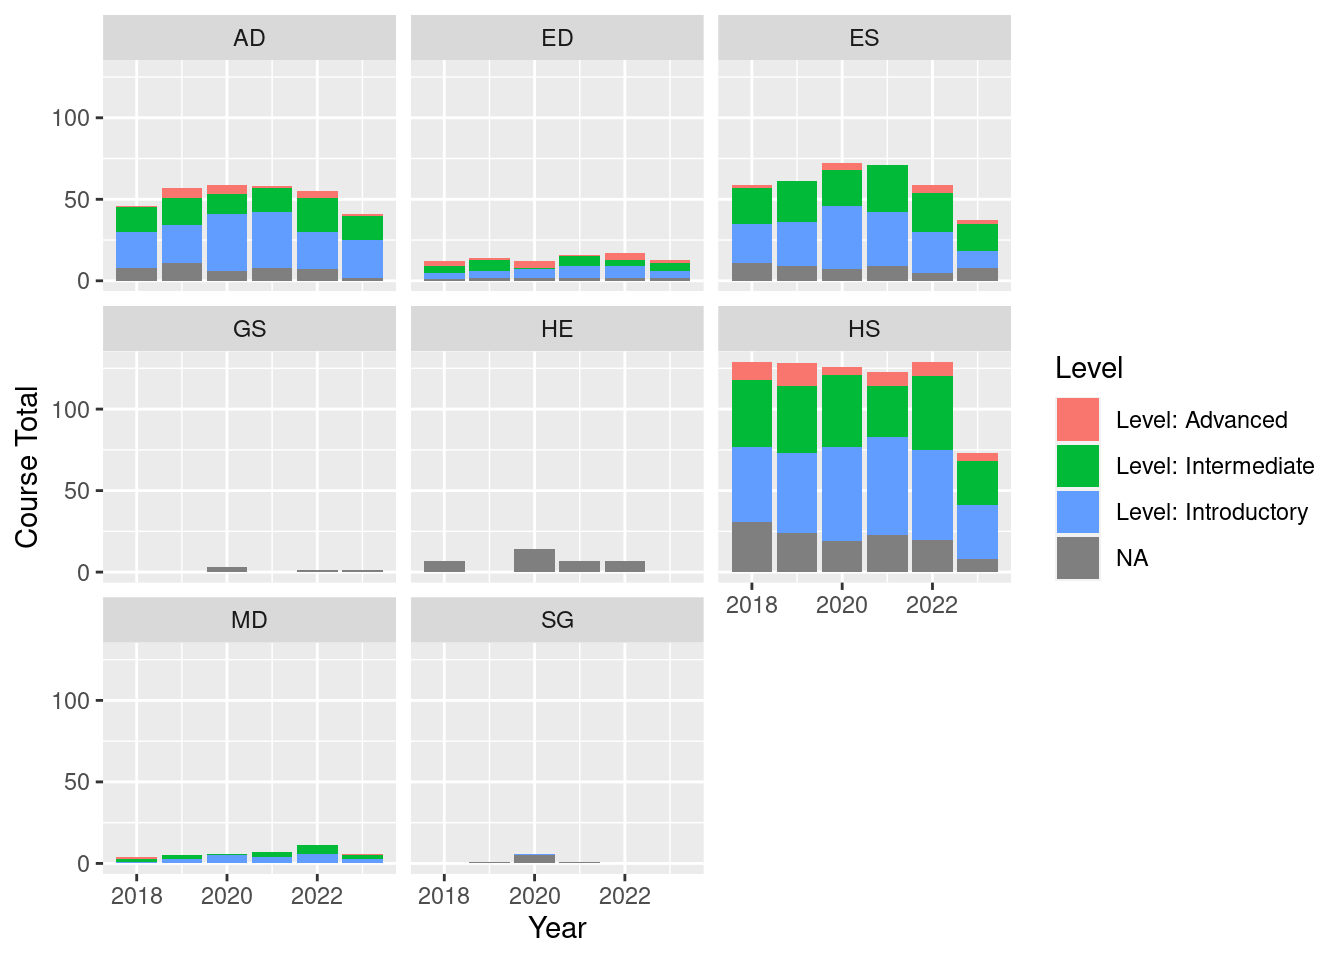 AD
ED
ES
100
50
0
GS
HE
HS
100
50
0
2018 2020 2022
MD
SG
100
50
0
2018 2020 2022
2018 2020 2022
Year
Course Total
Level
Level: Advanced
Level: Intermediate
Level: Introductory
NA